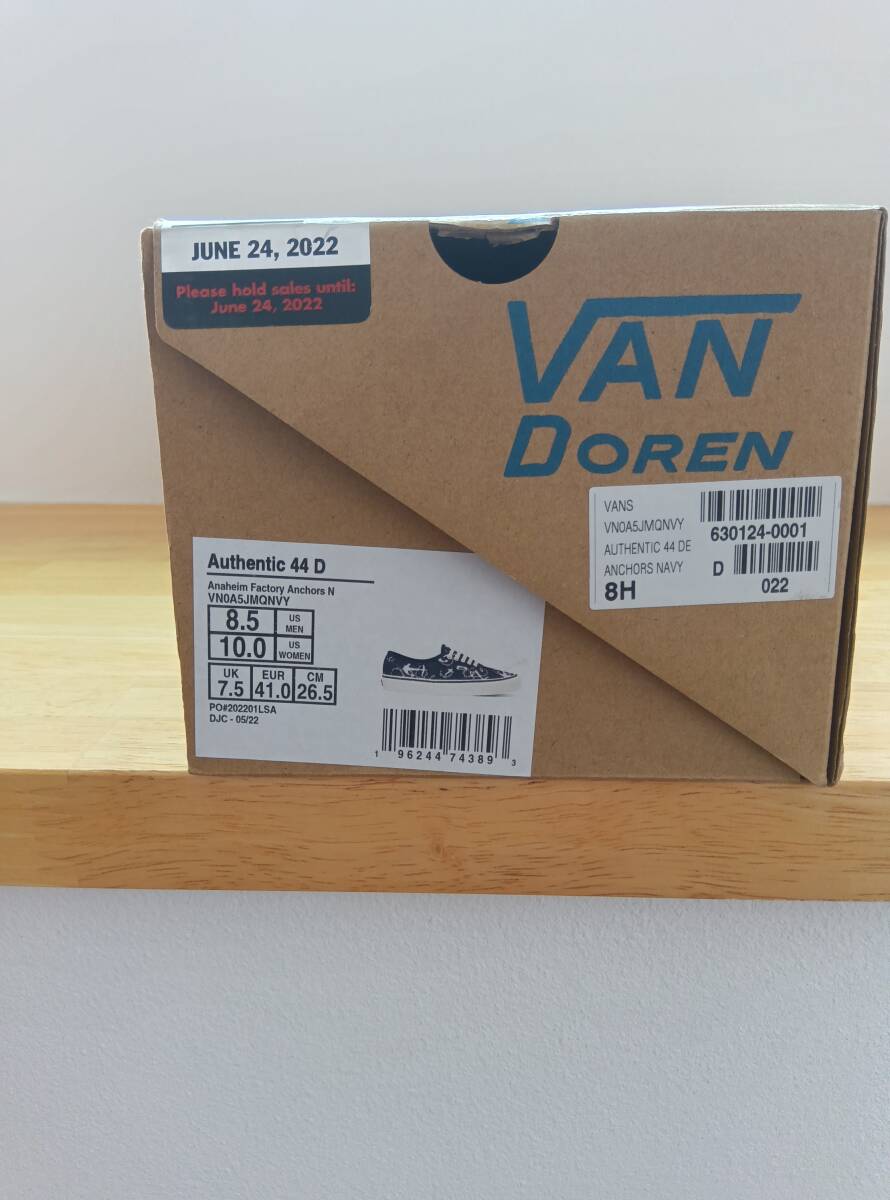 JUNE 24, 2022
Please hold sales until:
June 24, 2022
VAN
DOREN
VANS
VN0A5JMQNVY
630124-0001
AUTHENTIC 44 DE
ANCHORS NAVY
D
8H
022
Authentic 44 D
Anaheim Factory Anchors N
VN0A5JMQNVY
8.5 US MEN
10.0 US WOMEN
UK EUR CM
7.5 41.0 26.5
PO#202201LSA
DJC - 05/22
1 96244 74389 3